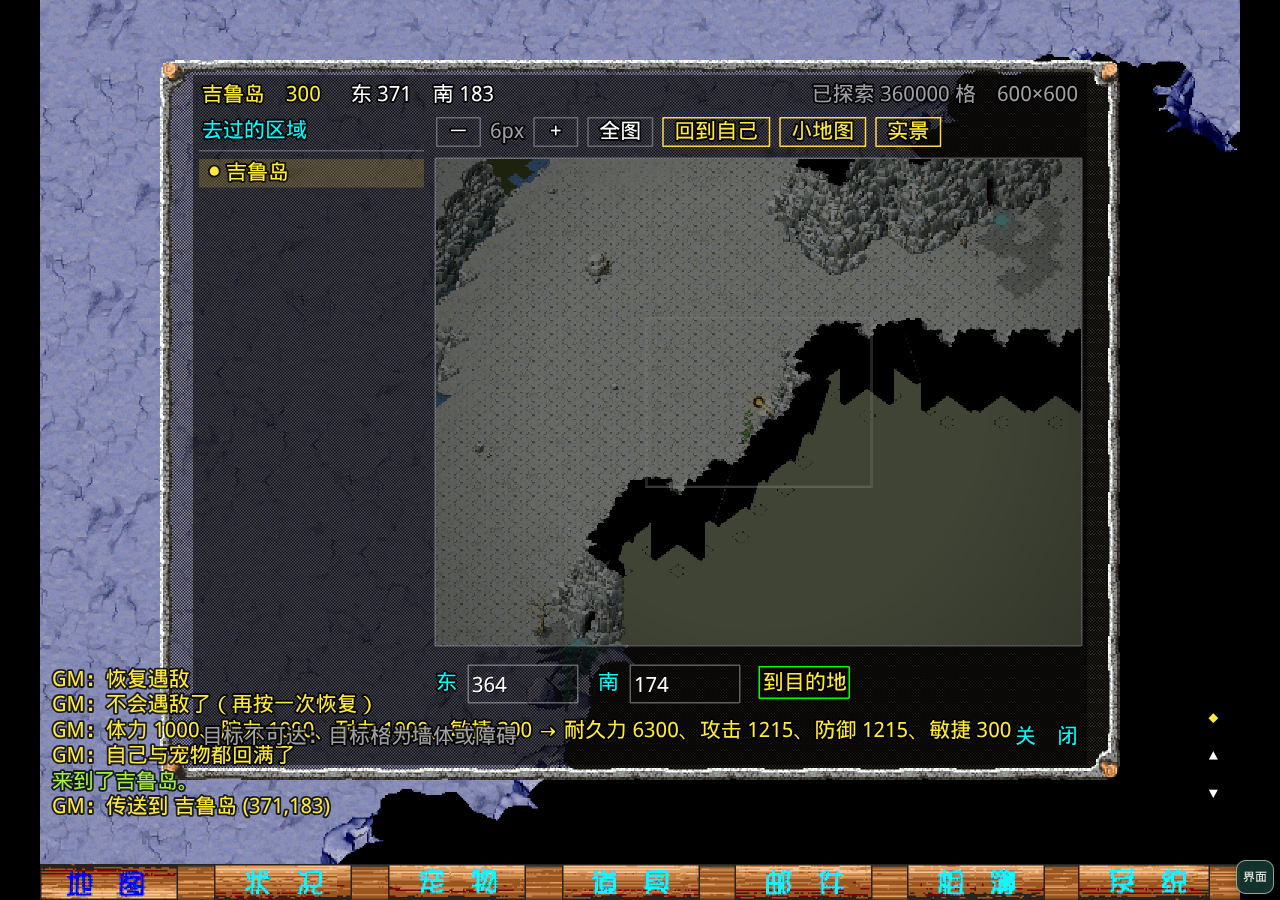 吉鲁岛 300 东 371 南 183 已探索 360000 格 600×600
去过的区域 — 6px + 全图 回到自己 小地图 实景
吉鲁岛
东 364 南 174 到目的地
GM：恢复遇敌
GM：不会遇敌了（再按一次恢复）
GM：体力 1000、 敏捷 300 → 耐久力 6300、攻击 1215、防御 1215、敏捷 300
目标不可达：目标格为墙体或障碍 关 闭
GM：自己与宠物都回满了
来到了吉鲁岛。
GM：传送到 吉鲁岛 (371,183)
地 图 状 况 宠 物 道 具 邮 件 相 簿 系 统 界面